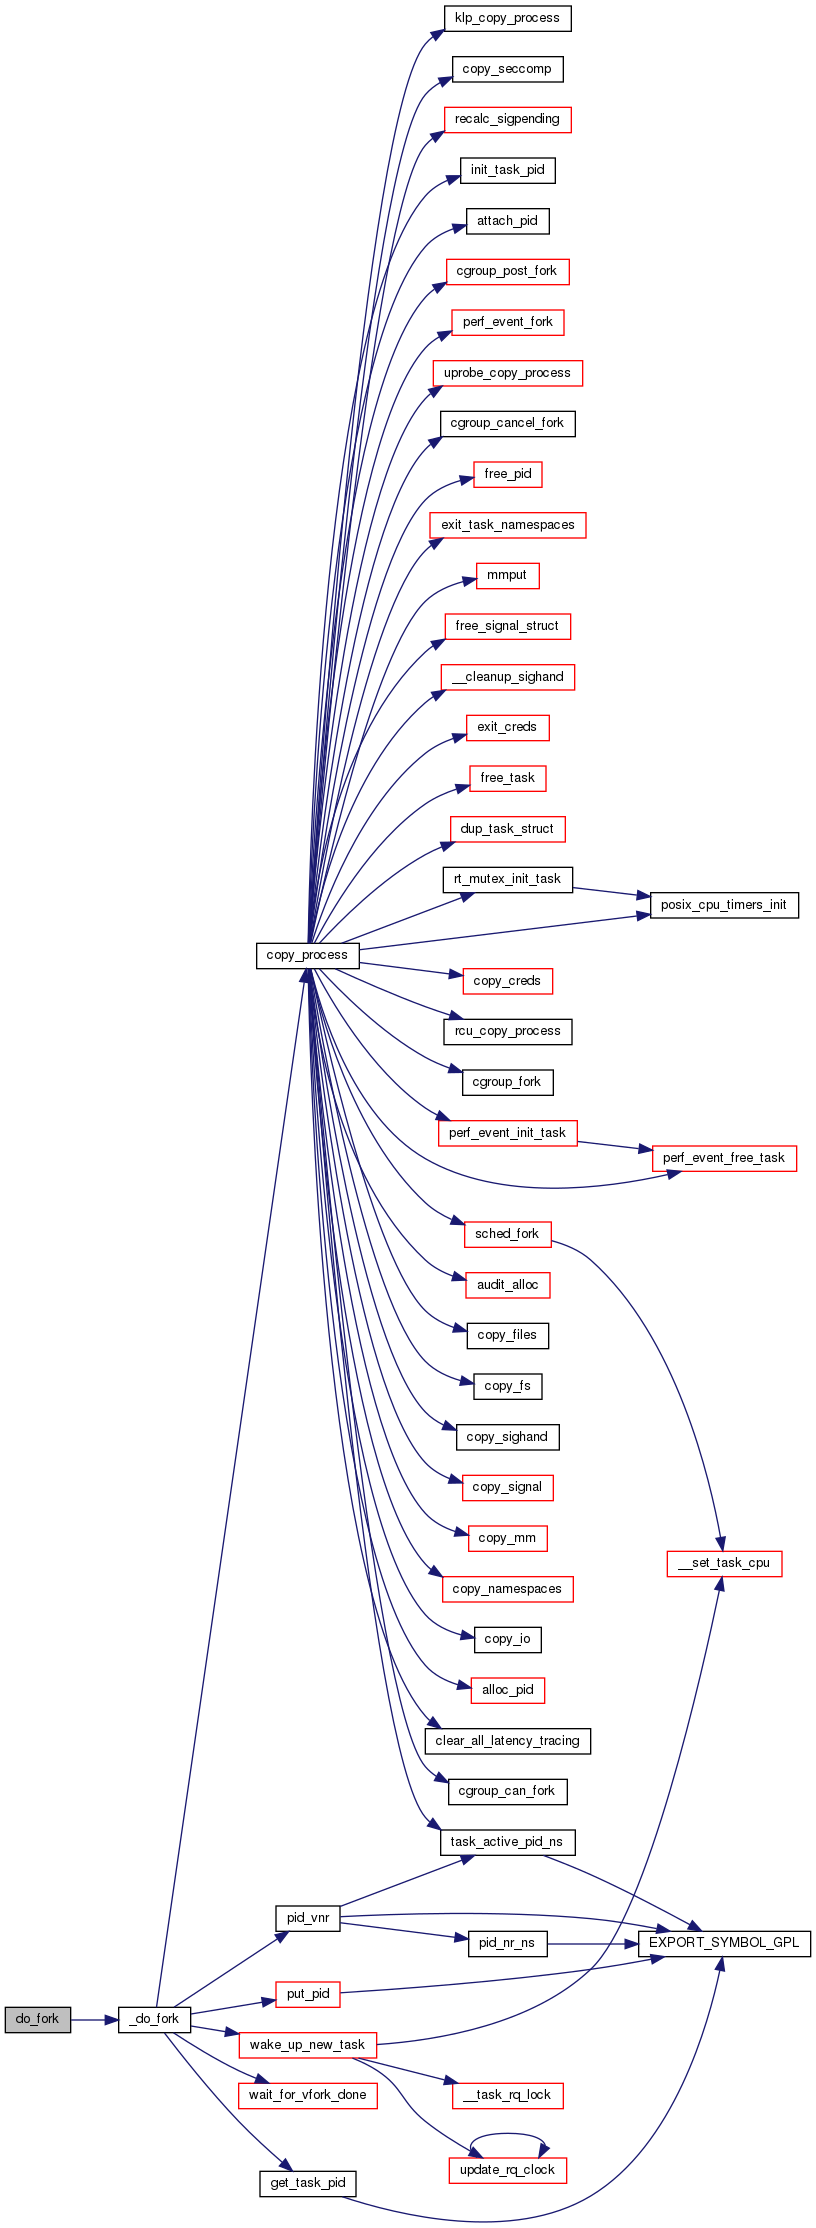 klp_copy_process
copy_seccomp
recalc_sigpending
init_task_pid
attach_pid
cgroup_post_fork
perf_event_fork
uprobe_copy_process
cgroup_cancel_fork
free_pid
exit_task_namespaces
mmput
free_signal_struct
__cleanup_sighand
exit_creds
free_task
dup_task_struct
rt_mutex_init_task
posix_cpu_timers_init
copy_process
copy_creds
rcu_copy_process
cgroup_fork
perf_event_init_task
perf_event_free_task
sched_fork
audit_alloc
copy_files
copy_fs
copy_sighand
copy_signal
copy_mm
__set_task_cpu
copy_namespaces
copy_io
alloc_pid
clear_all_latency_tracing
cgroup_can_fork
task_active_pid_ns
pid_vnr
pid_nr_ns
EXPORT_SYMBOL_GPL
put_pid
do_fork
_do_fork
wake_up_new_task
wait_for_vfork_done
__task_rq_lock
update_rq_clock
get_task_pid